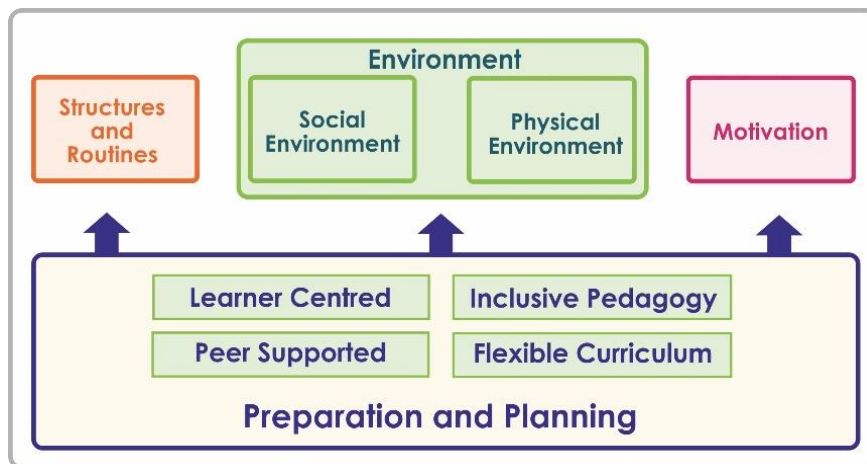 Environment
Structures
and
Routines
Social
Environment
Physical
Environment
Motivation
Learner Centred
Inclusive Pedagogy
Peer Supported
Flexible Curriculum
Preparation and Planning